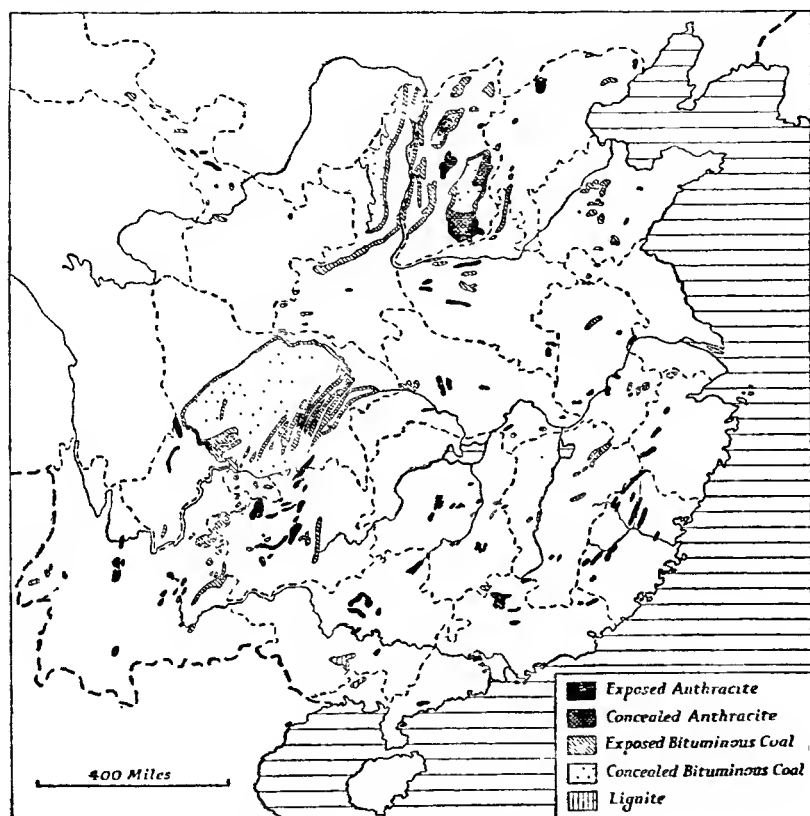 Exposed Anthracite
Concealed Anthracite
Exposed Bituminous Coal
Concealed Bituminous Coal
Lignite
400 Miles